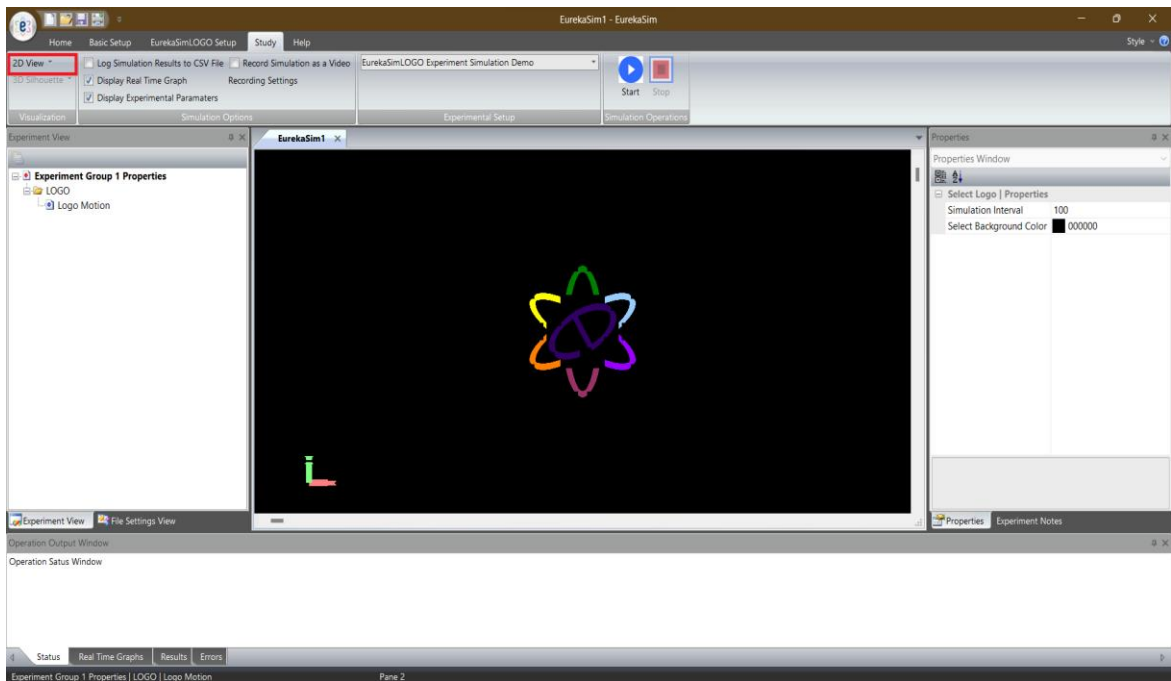 EurekaSim1 - EurekaSim
Home Basic Setup EurekaSimLOGO Setup Study Help
Style
2D View
3D Silhouette
Visualization
Log Simulation Results to CSV File
Record Simulation as a Video
Display Real Time Graph
Recording Settings
Display Experimental Paramaters
Simulation Options
EurekaSimLOGO Experiment Simulation Demo
Experimental Setup
Start
Stop
Simulation Operations
Experiment View
Experiment Group 1 Properties
LOGO
Logo Motion
Experiment View
File Settings View
EurekaSim1
Properties
Properties Window
Select Logo | Properties
Simulation Interval 100
Select Background Color 000000
Properties
Experiment Notes
Operation Output Window
Operation Satus Window
Status
Real Time Graphs
Results
Errors
Experiment Group 1 Properties | LOGO | Logo Motion
Pane 2